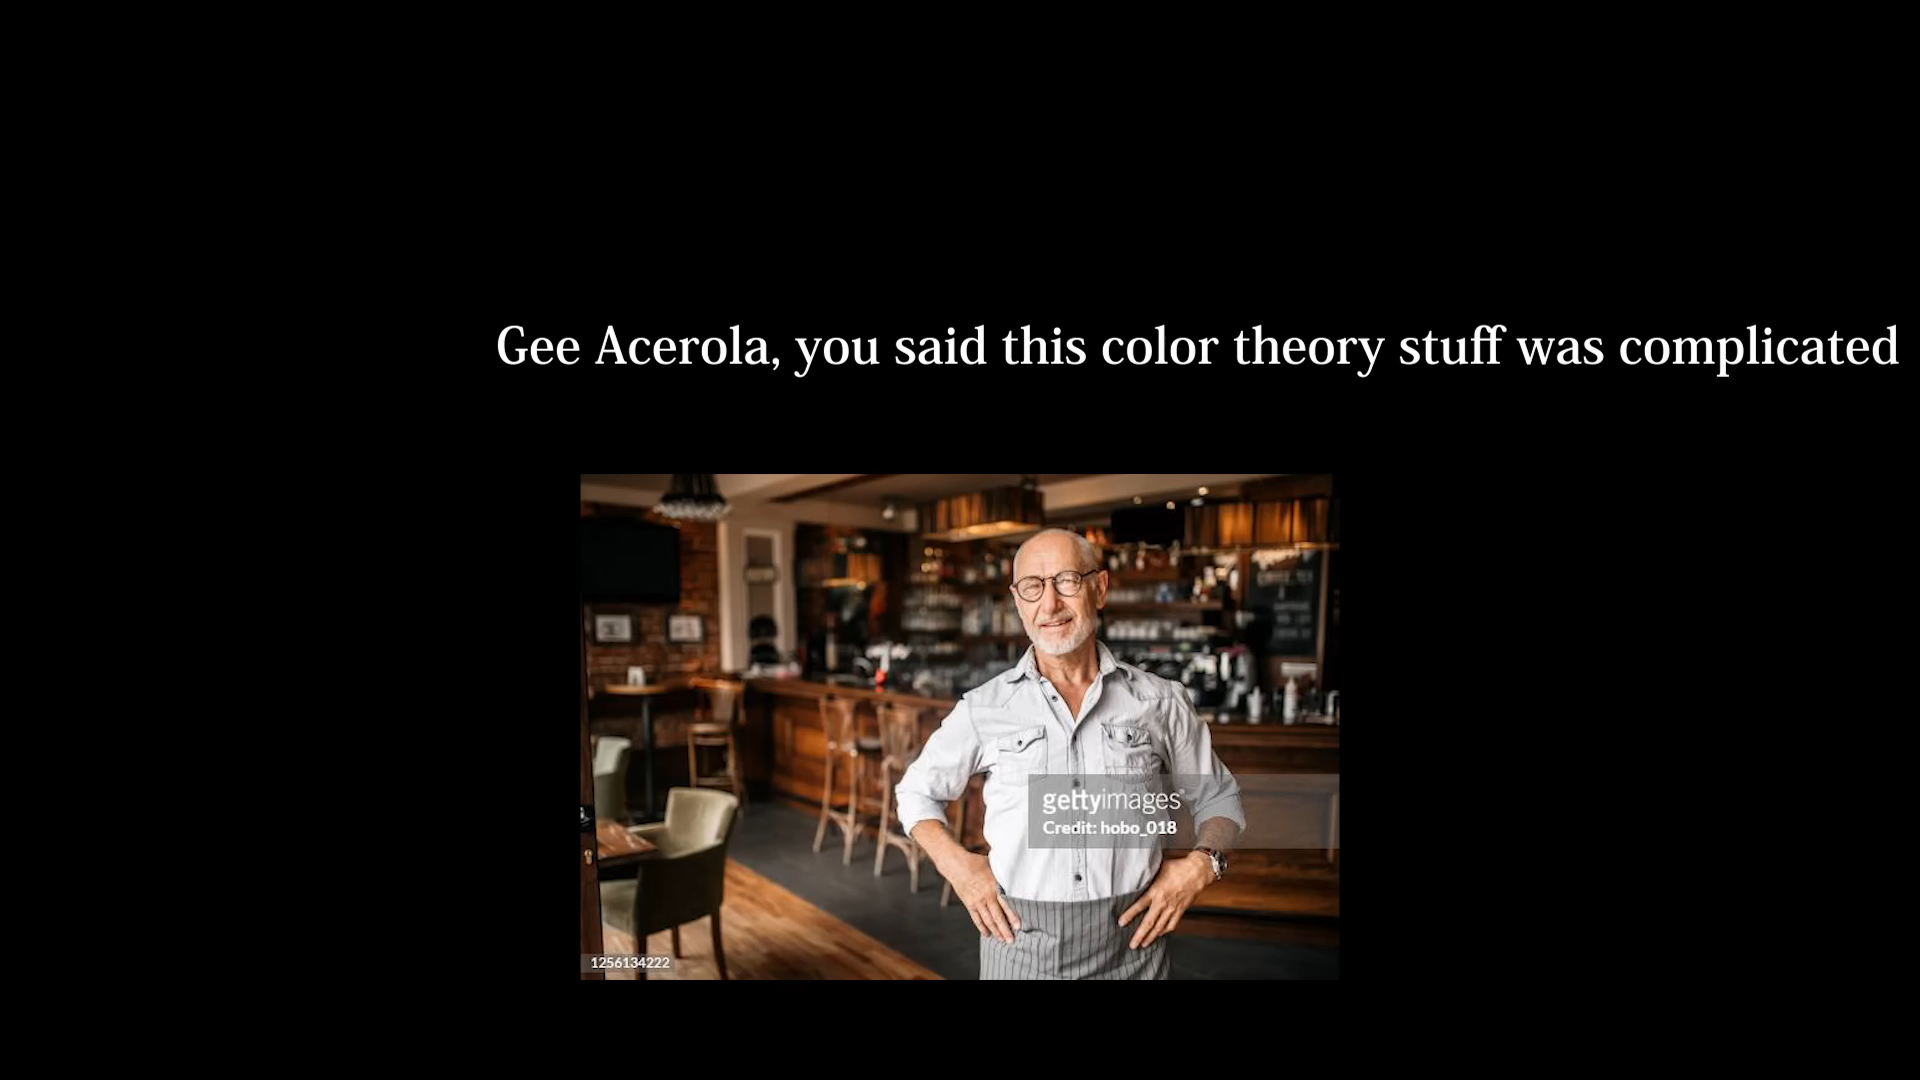 Gee Acerola, you said this color theory stuff was complicated
gettyimages®
Credit: hobo_018
1256134222